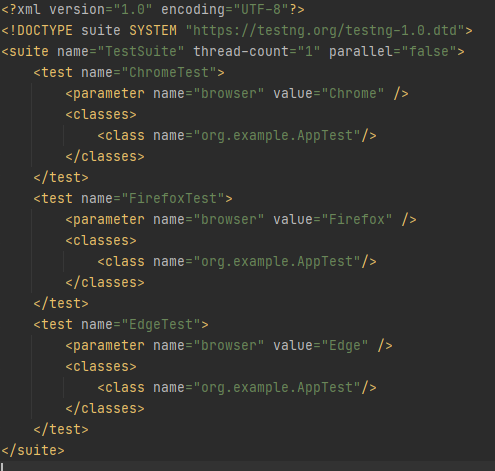 <?xml version="1.0" encoding="UTF-8"?>
<!DOCTYPE suite SYSTEM "https://testng.org/testng-1.0.dtd">
<suite name="TestSuite" thread-count="1" parallel="false">
    <test name="ChromeTest">
        <parameter name="browser" value="Chrome" />
        <classes>
            <class name="org.example.AppTest"/>
        </classes>
    </test>
    <test name="FirefoxTest">
        <parameter name="browser" value="Firefox" />
        <classes>
            <class name="org.example.AppTest"/>
        </classes>
    </test>
    <test name="EdgeTest">
        <parameter name="browser" value="Edge" />
        <classes>
            <class name="org.example.AppTest"/>
        </classes>
    </test>
</suite>